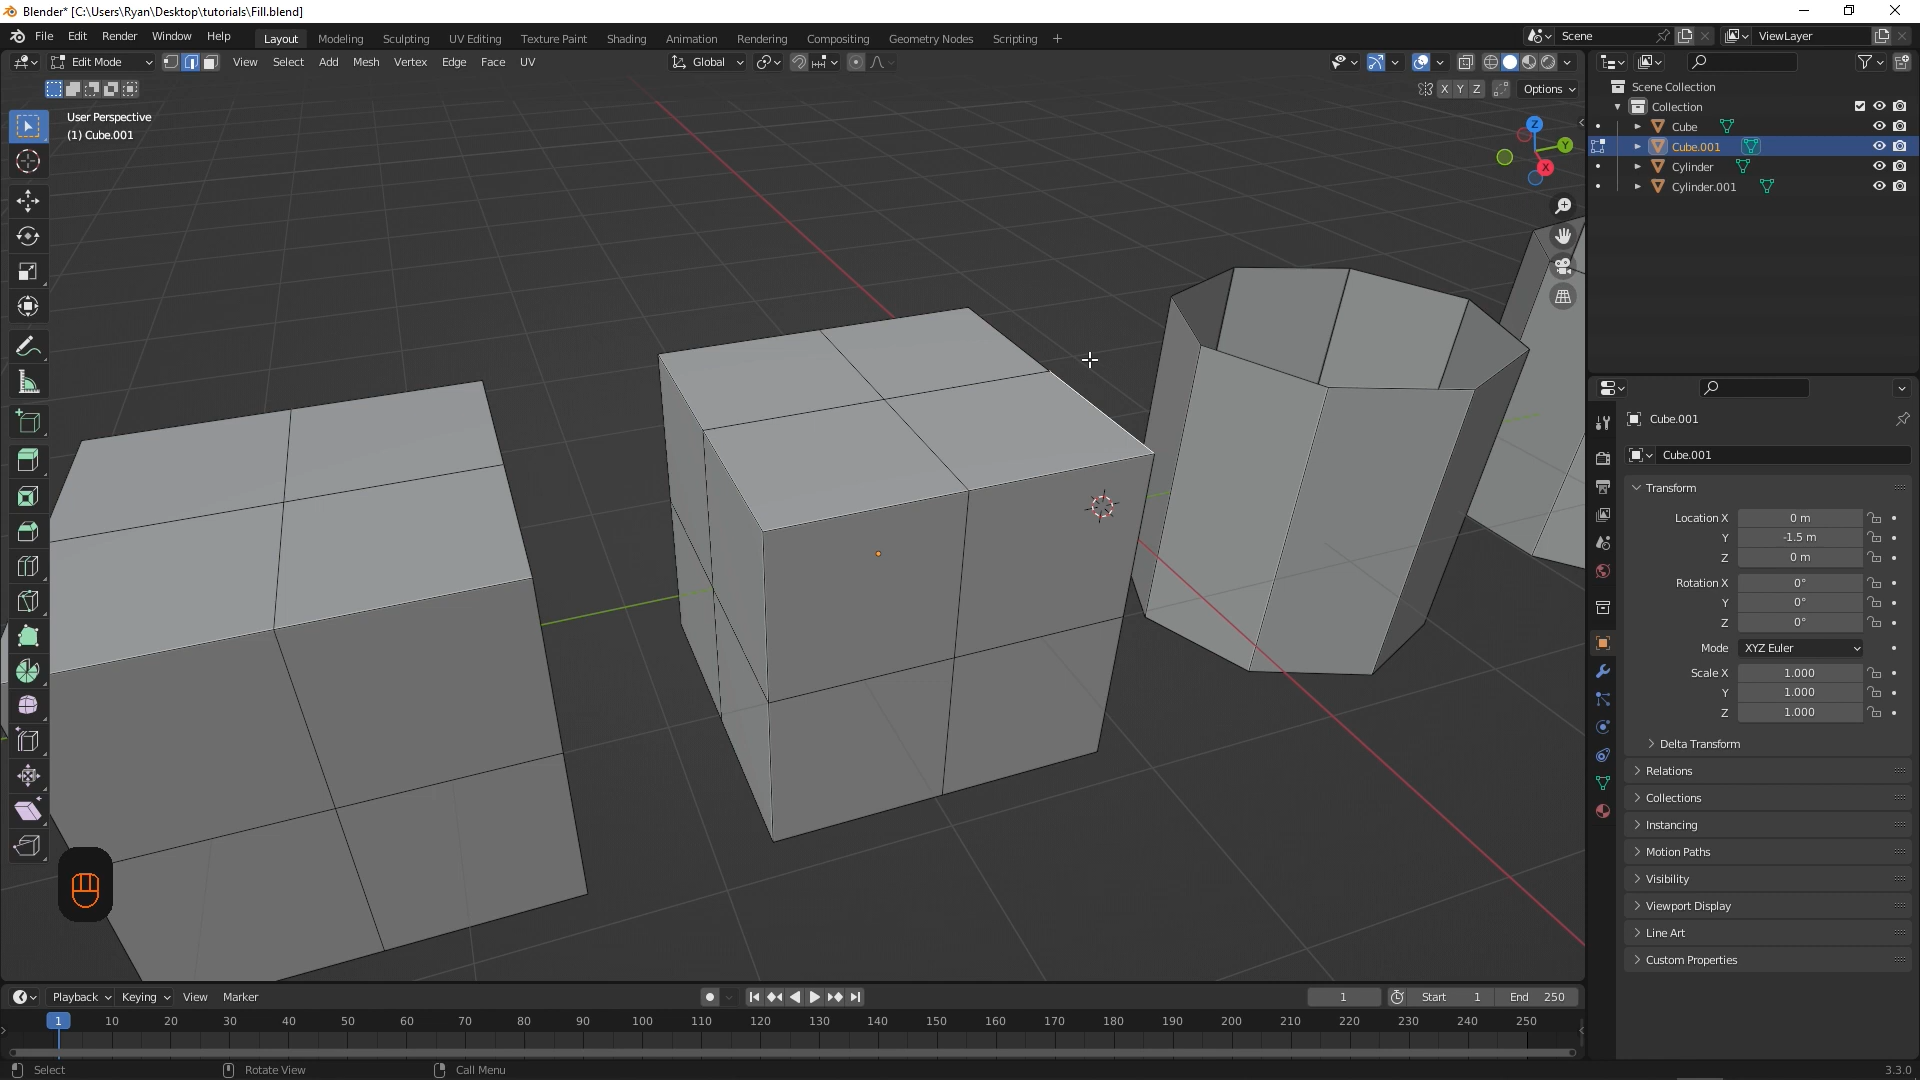 Blender* [C:\Users\Ryan\Desktop\tutorials\Fill.blend]
File Edit Render Window Help Layout Modeling Sculpting UV Editing Texture Paint Shading Animation Rendering Compositing Geometry Nodes Scripting + Scene ViewLayer
Edit Mode View Select Add Mesh Vertex Edge Face UV Global
X Y Z Options
User Perspective
(1) Cube.001
Z
Y
X
Scene Collection
Collection
Cube
Cube.001
Cylinder
Cylinder.001
Cube.001
Cube.001
Transform
Location X 0 m
Y -1.5 m
Z 0 m
Rotation X 0°
Y 0°
Z 0°
Mode XYZ Euler
Scale X 1.000
Y 1.000
Z 1.000
Delta Transform
Relations
Collections
Instancing
Motion Paths
Visibility
Viewport Display
Line Art
Custom Properties
Playback Keying View Marker 1 Start 1 End 250
1 10 20 30 40 50 60 70 80 90 100 110 120 130 140 150 160 170 180 190 200 210 220 230 240 250
Select Rotate View Call Menu 3.3.0